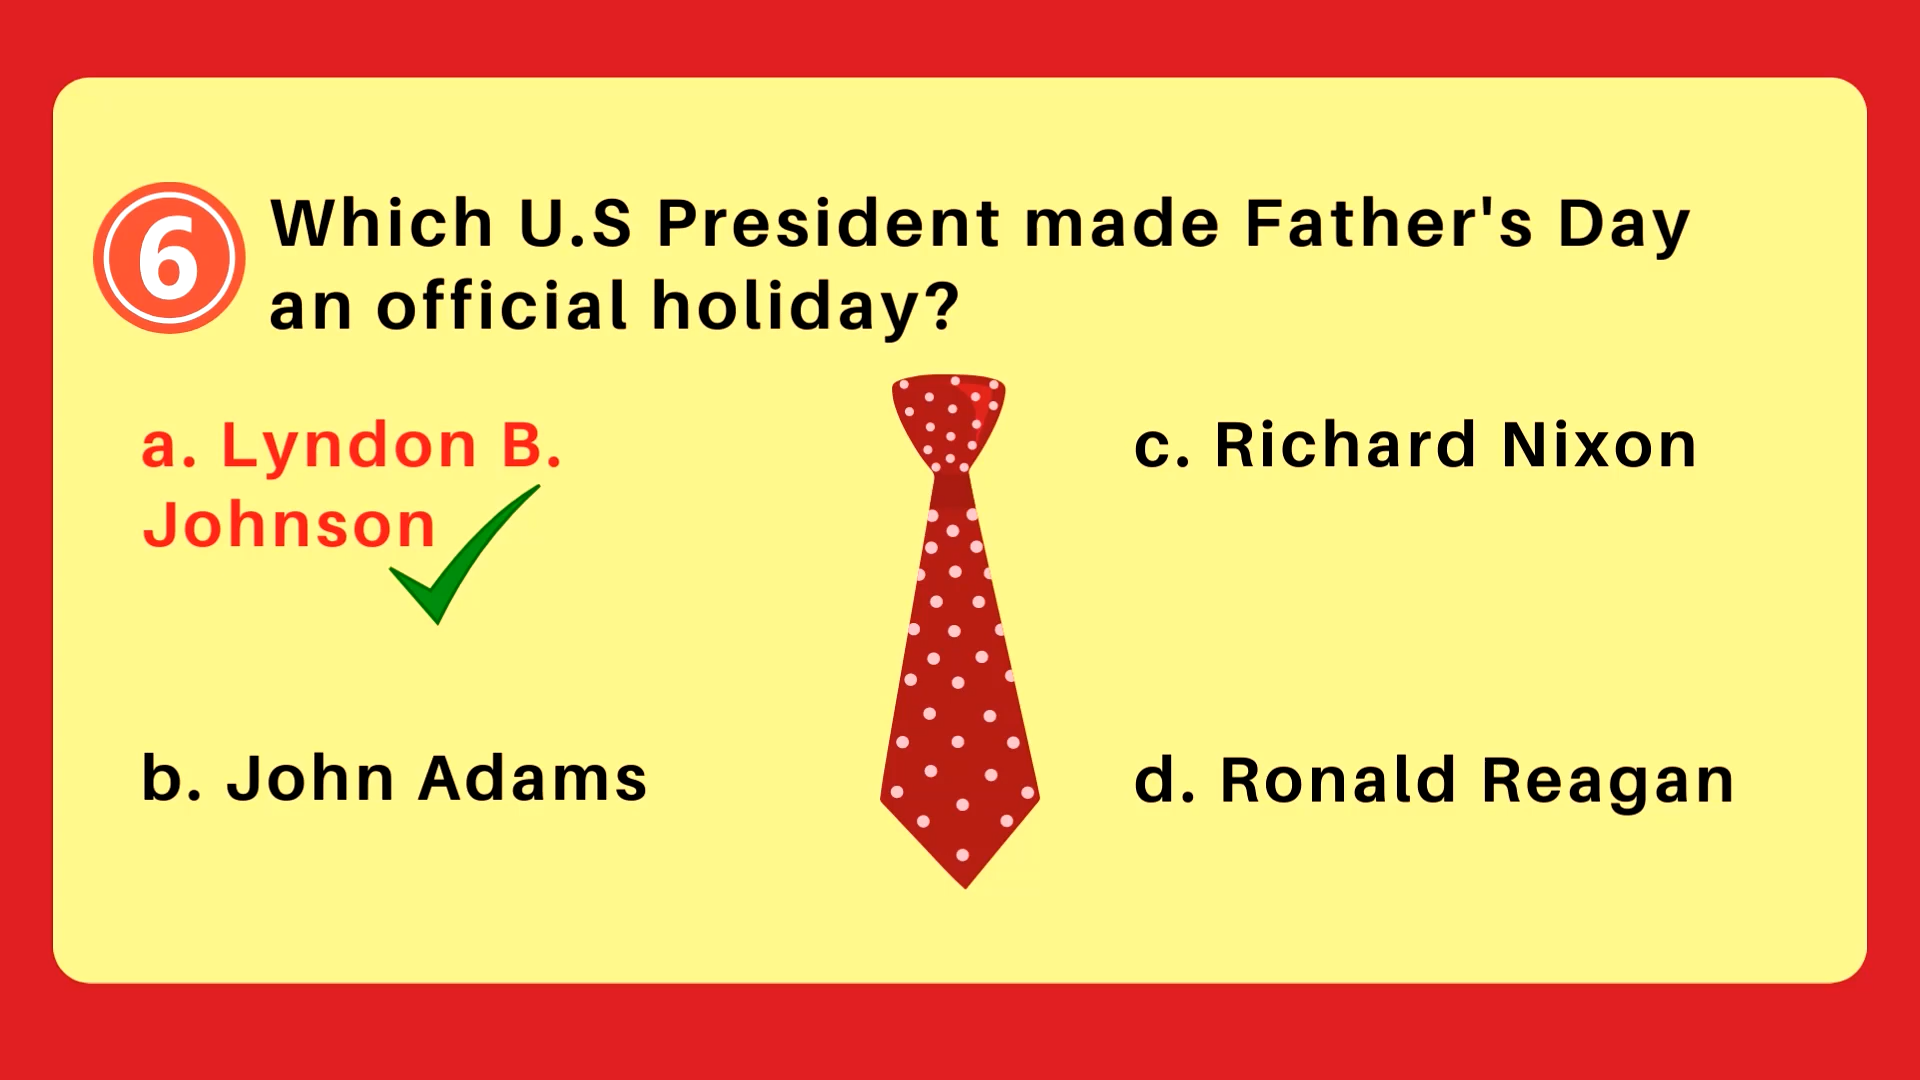 6
Which U.S President made Father's Day
an official holiday?
a. Lyndon B.
Johnson
b. John Adams
c. Richard Nixon
d. Ronald Reagan